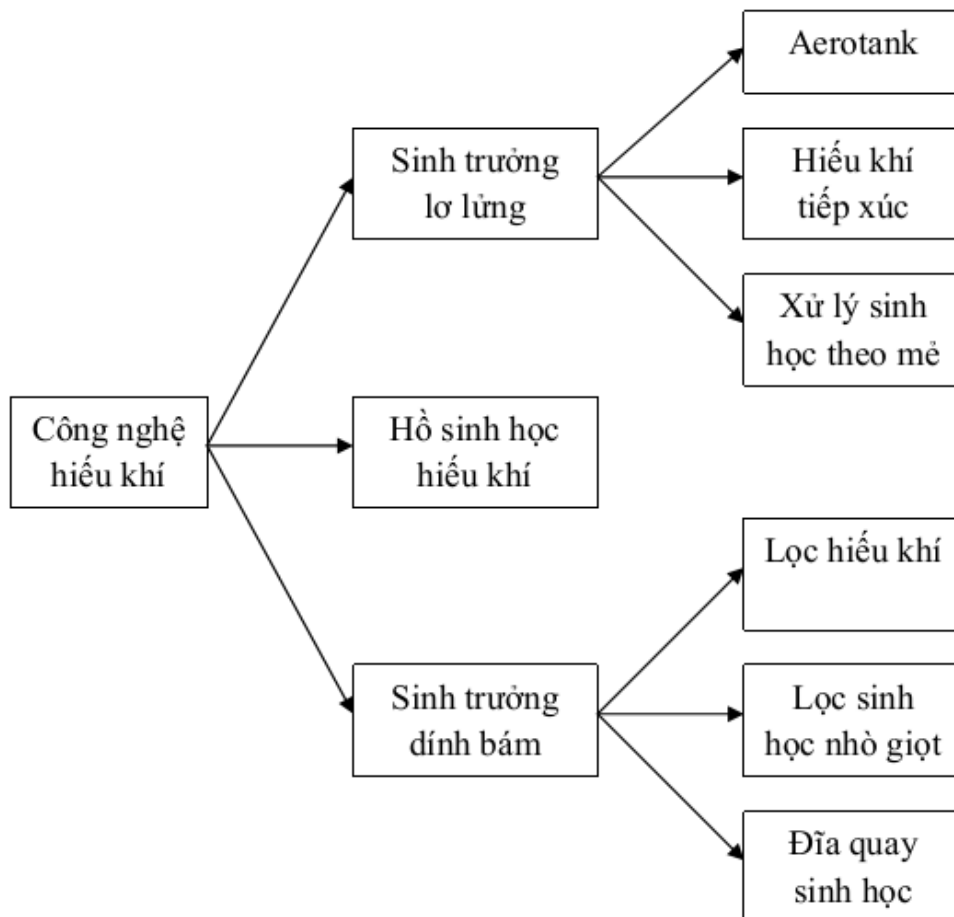 Aerotank
Sinh trưởng
lơ lửng
Hiếu khí
tiếp xúc
Xử lý sinh
học theo mẻ
Công nghệ
hiếu khí
Hồ sinh học
hiếu khí
Lọc hiếu khí
Sinh trưởng
dính bám
Lọc sinh
học nhò giọt
Đĩa quay
sinh học